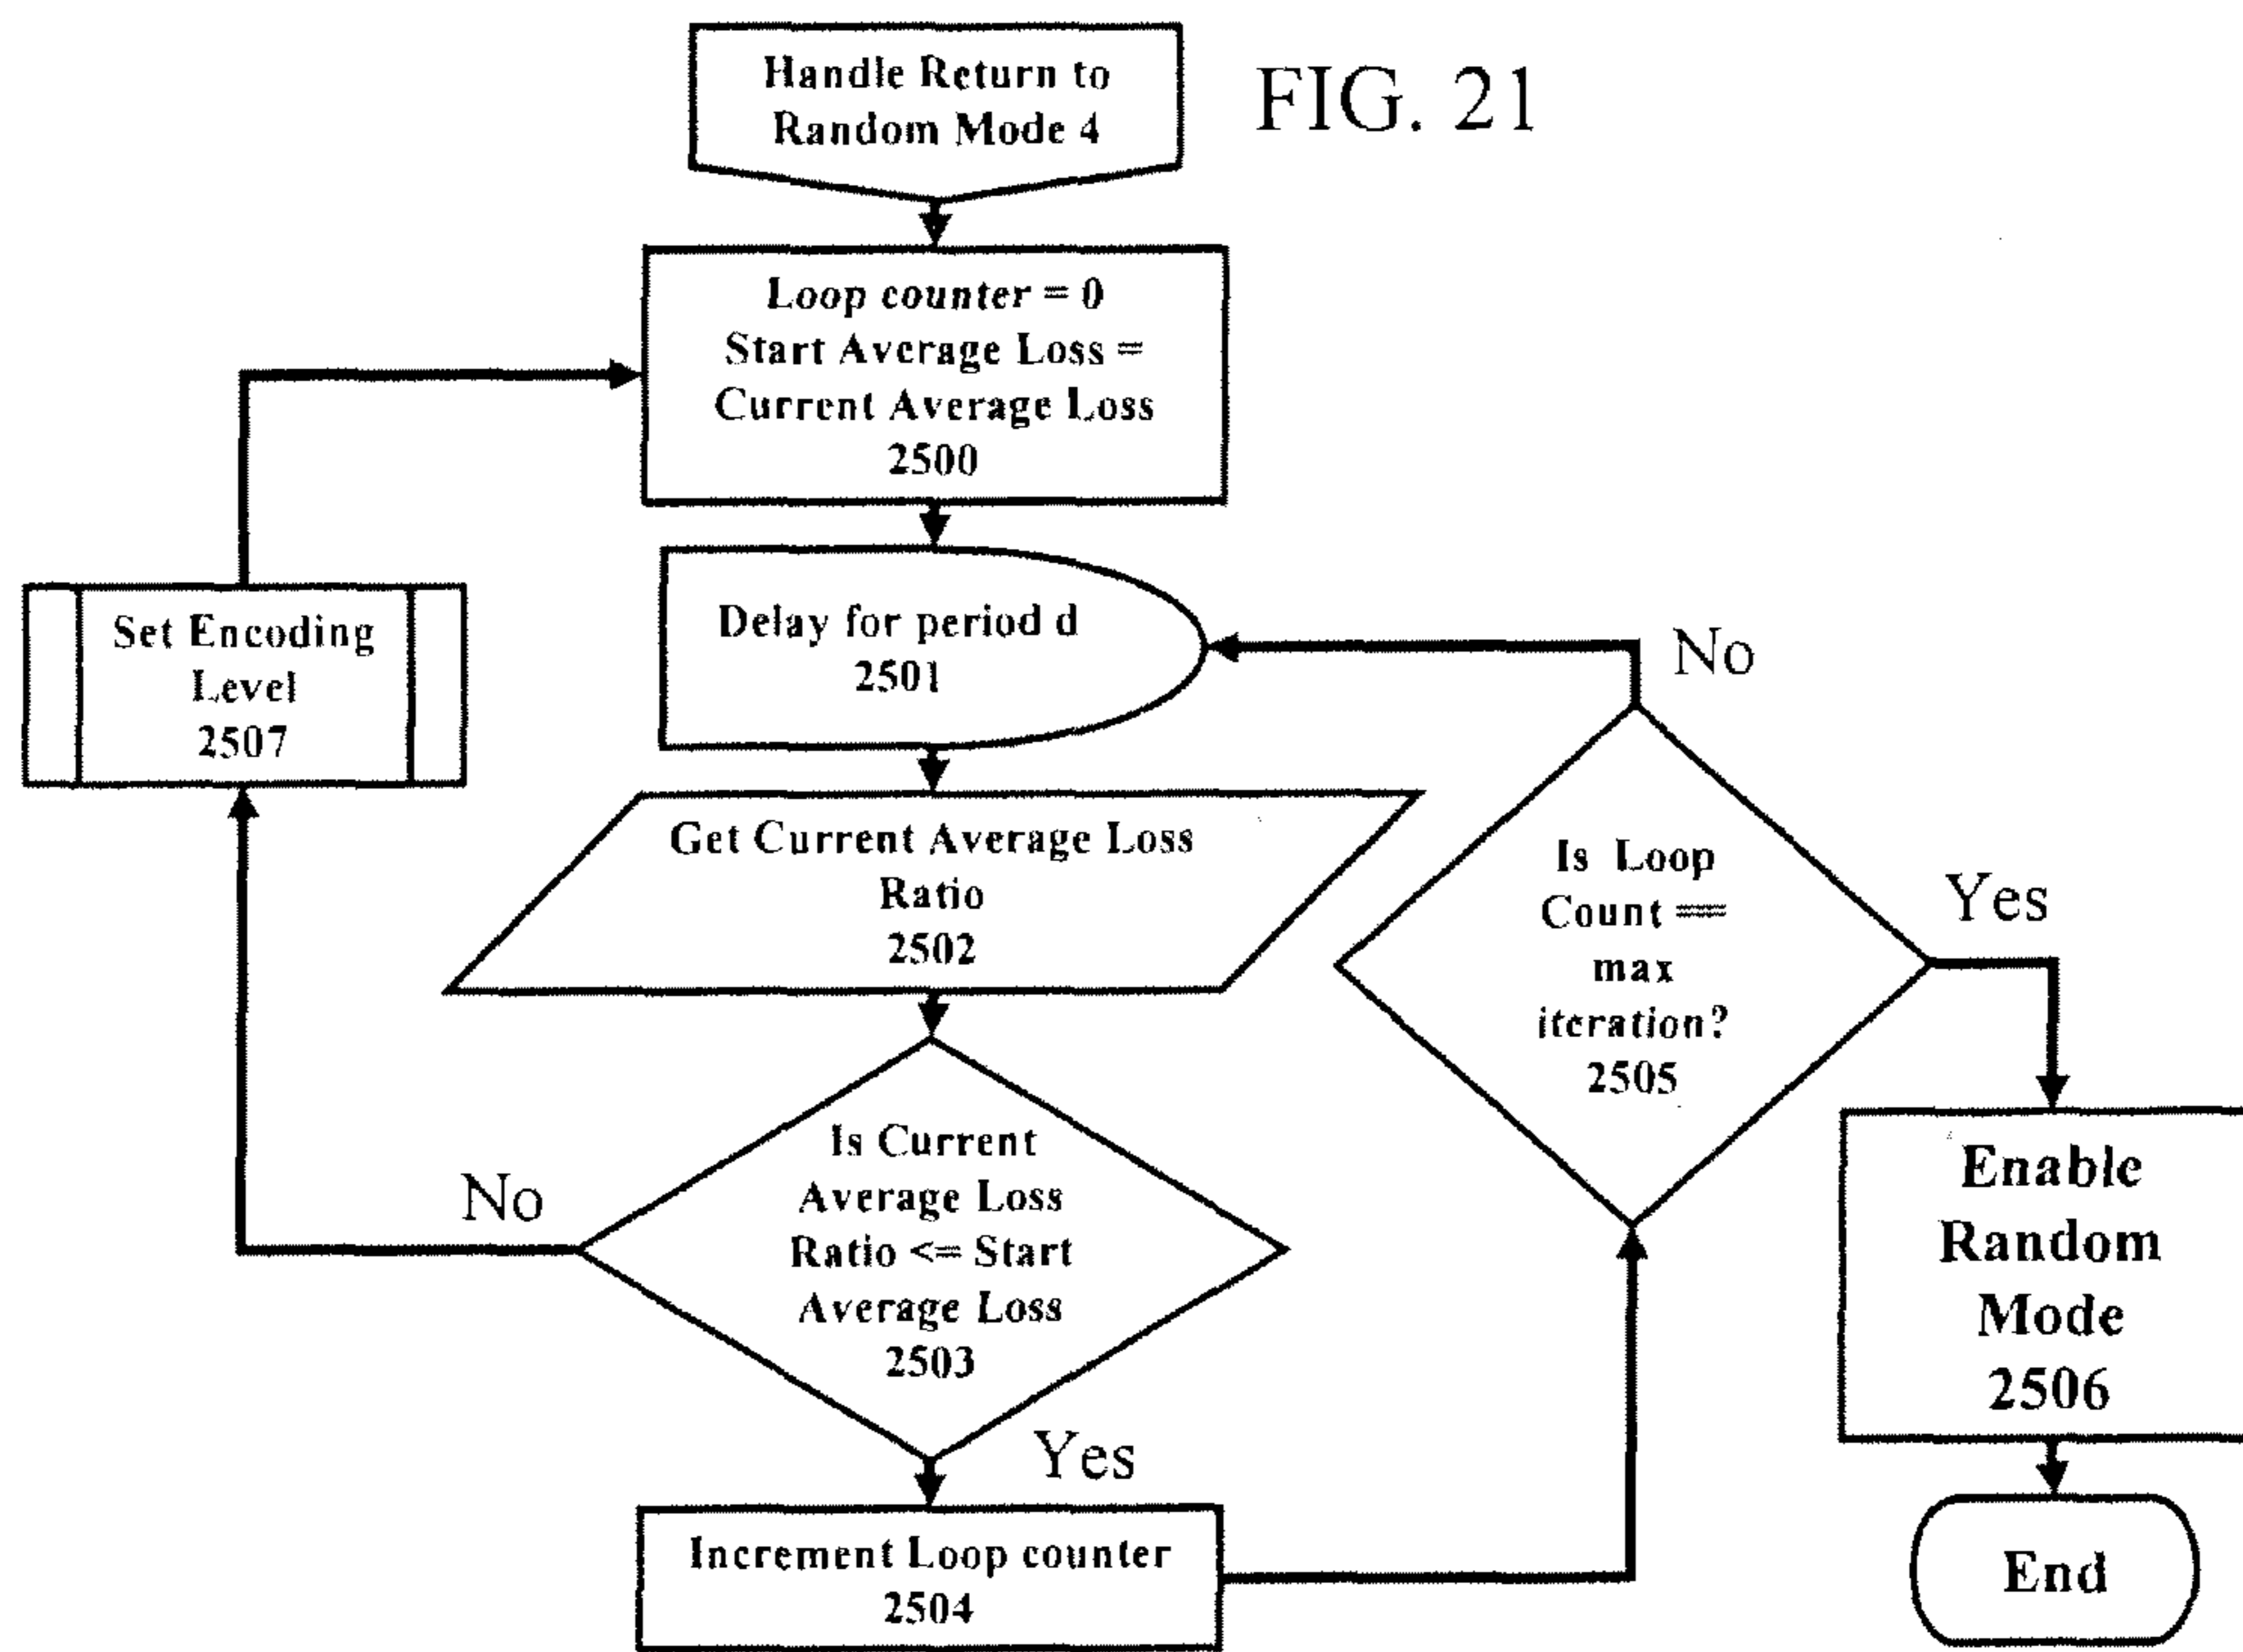 Handle Return to
Random Mode 4
FIG. 21
Loop counter = 0
Start Average Loss =
Current Average Loss
2500
Delay for period d
2501
Set Encoding
Level
2507
No
Get Current Average Loss
Ratio
2502
Is Loop
Count ==
max
iteration?
2505
Yes
Is Current
Average Loss
Ratio <= Start
Average Loss
2503
No
Yes
Enable
Random
Mode
2506
Increment Loop counter
2504
End